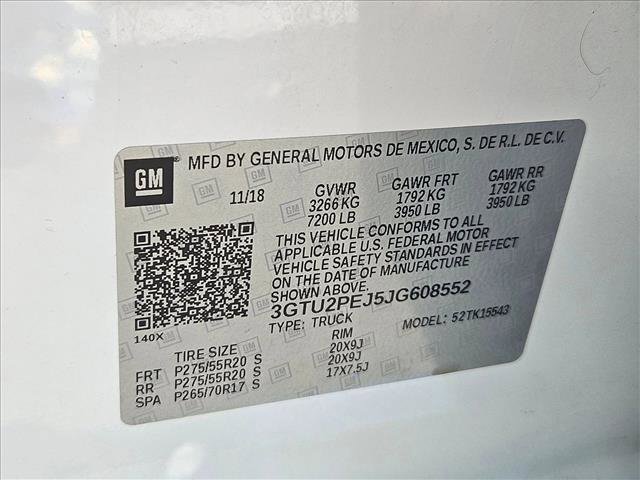 GM MFD BY GENERAL MOTORS DE MEXICO, S. DE R.L. DE C.V.
11/18 GVWR GAWR FRT GAWR RR
3266 KG 1792 KG 1792 KG
7200 LB 3950 LB 3950 LB
THIS VEHICLE CONFORMS TO ALL
APPLICABLE U.S. FEDERAL MOTOR
VEHICLE SAFETY STANDARDS IN EFFECT
ON THE DATE OF MANUFACTURE
SHOWN ABOVE.
3GTU2PEJ5JG608552
TYPE: TRUCK MODEL: 52TK15543
140X
TIRE SIZE RIM
FRT P275/55R20 S 20X9J
RR P275/55R20 S 20X9J
SPA P265/70R17 S 17X7.5J